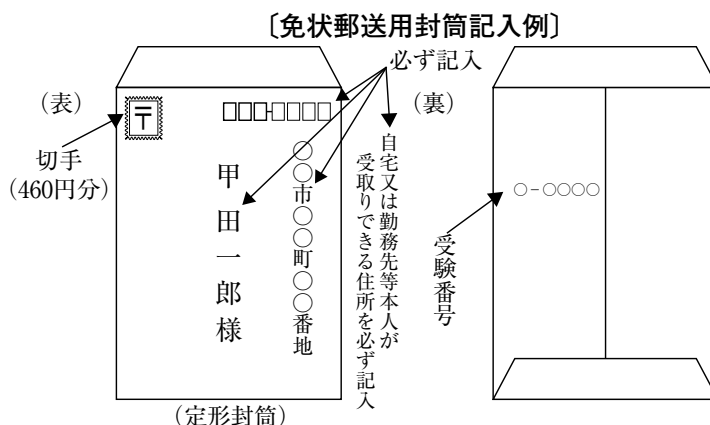 〔免状郵送用封筒記入例〕
必ず記入
(表)
〒
切手
(460円分)
□□□-□□□□
○○市○○町○○番地
甲田一郎様
自宅又は勤務先等本人が
受取りできる住所を必ず記入
(定形封筒)
(裏)
○-○○○○
受験番号